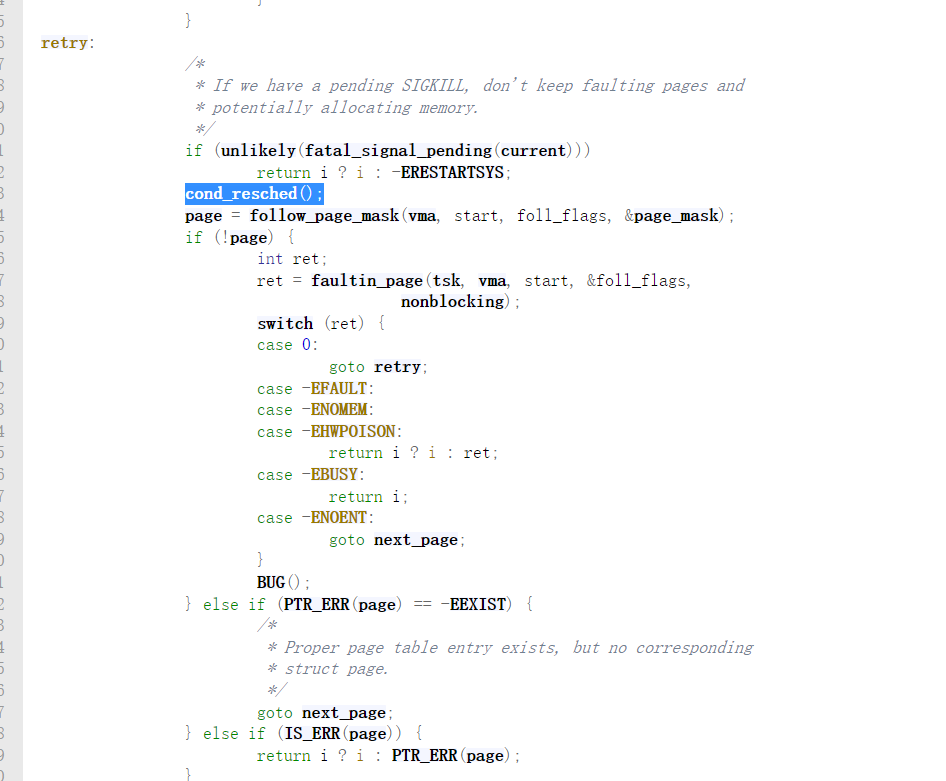 }
}
retry:
/*
* If we have a pending SIGKILL, don't keep faulting pages and
* potentially allocating memory.
*/
if (unlikely(fatal_signal_pending(current)))
return i ? i : -ERESTARTSYS;
cond_resched();
page = follow_page_mask(vma, start, foll_flags, &page_mask);
if (!page) {
int ret;
ret = faultin_page(tsk, vma, start, &foll_flags,
nonblocking);
switch (ret) {
case 0:
goto retry;
case -EFAULT:
case -ENOMEM:
case -EHWPOISON:
return i ? i : ret;
case -EBUSY:
return i;
case -ENOENT:
goto next_page;
}
BUG();
} else if (PTR_ERR(page) == -EEXIST) {
/*
* Proper page table entry exists, but no corresponding
* struct page.
*/
goto next_page;
} else if (IS_ERR(page)) {
return i ? i : PTR_ERR(page);
}